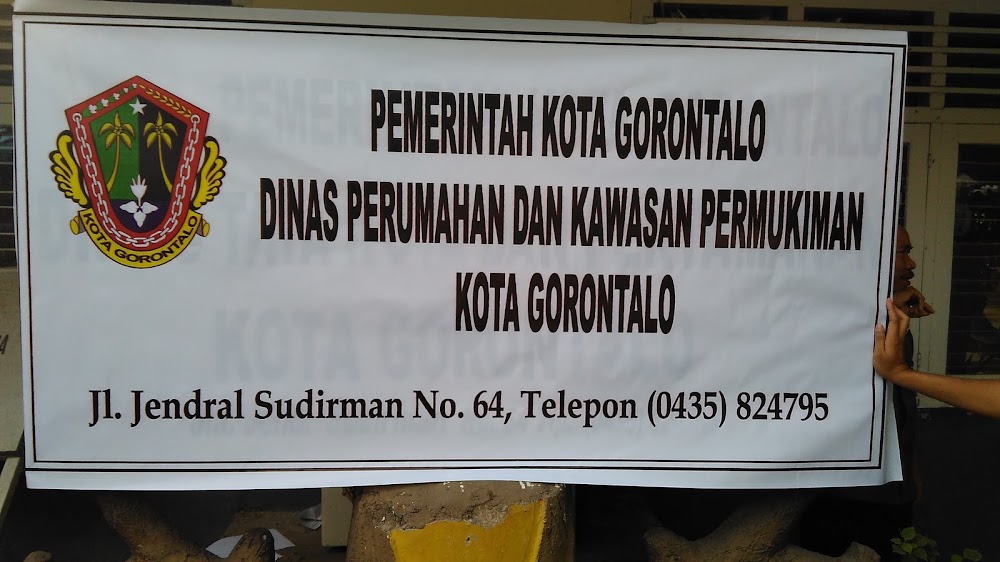 PEMERINTAH KOTA GORONTALO
DINAS PERUMAHAN DAN KAWASAN PERMUKIMAN
KOTA GORONTALO
Jl. Jendral Sudirman No. 64, Telepon (0435) 824795
KOTA GORONTALO